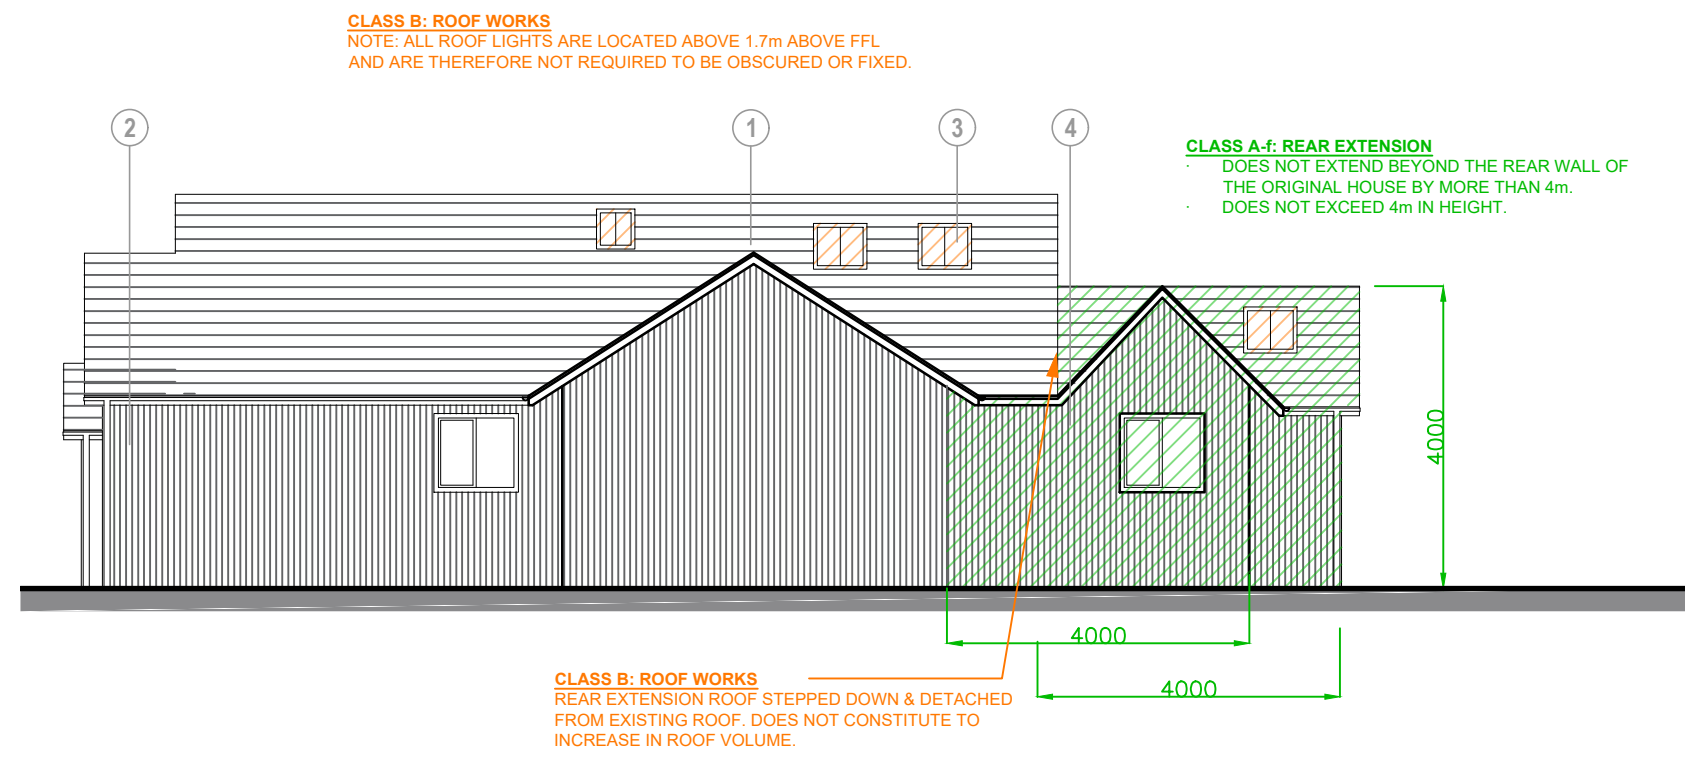 CLASS B: ROOF WORKS
NOTE: ALL ROOF LIGHTS ARE LOCATED ABOVE 1.7m ABOVE FFL
AND ARE THEREFORE NOT REQUIRED TO BE OBSCURED OR FIXED.
2
1
3
4
CLASS A-f: REAR EXTENSION
· DOES NOT EXTEND BEYOND THE REAR WALL OF
THE ORIGINAL HOUSE BY MORE THAN 4m.
· DOES NOT EXCEED 4m IN HEIGHT.
4000
4000
4000
CLASS B: ROOF WORKS
REAR EXTENSION ROOF STEPPED DOWN & DETACHED
FROM EXISTING ROOF. DOES NOT CONSTITUTE TO
INCREASE IN ROOF VOLUME.